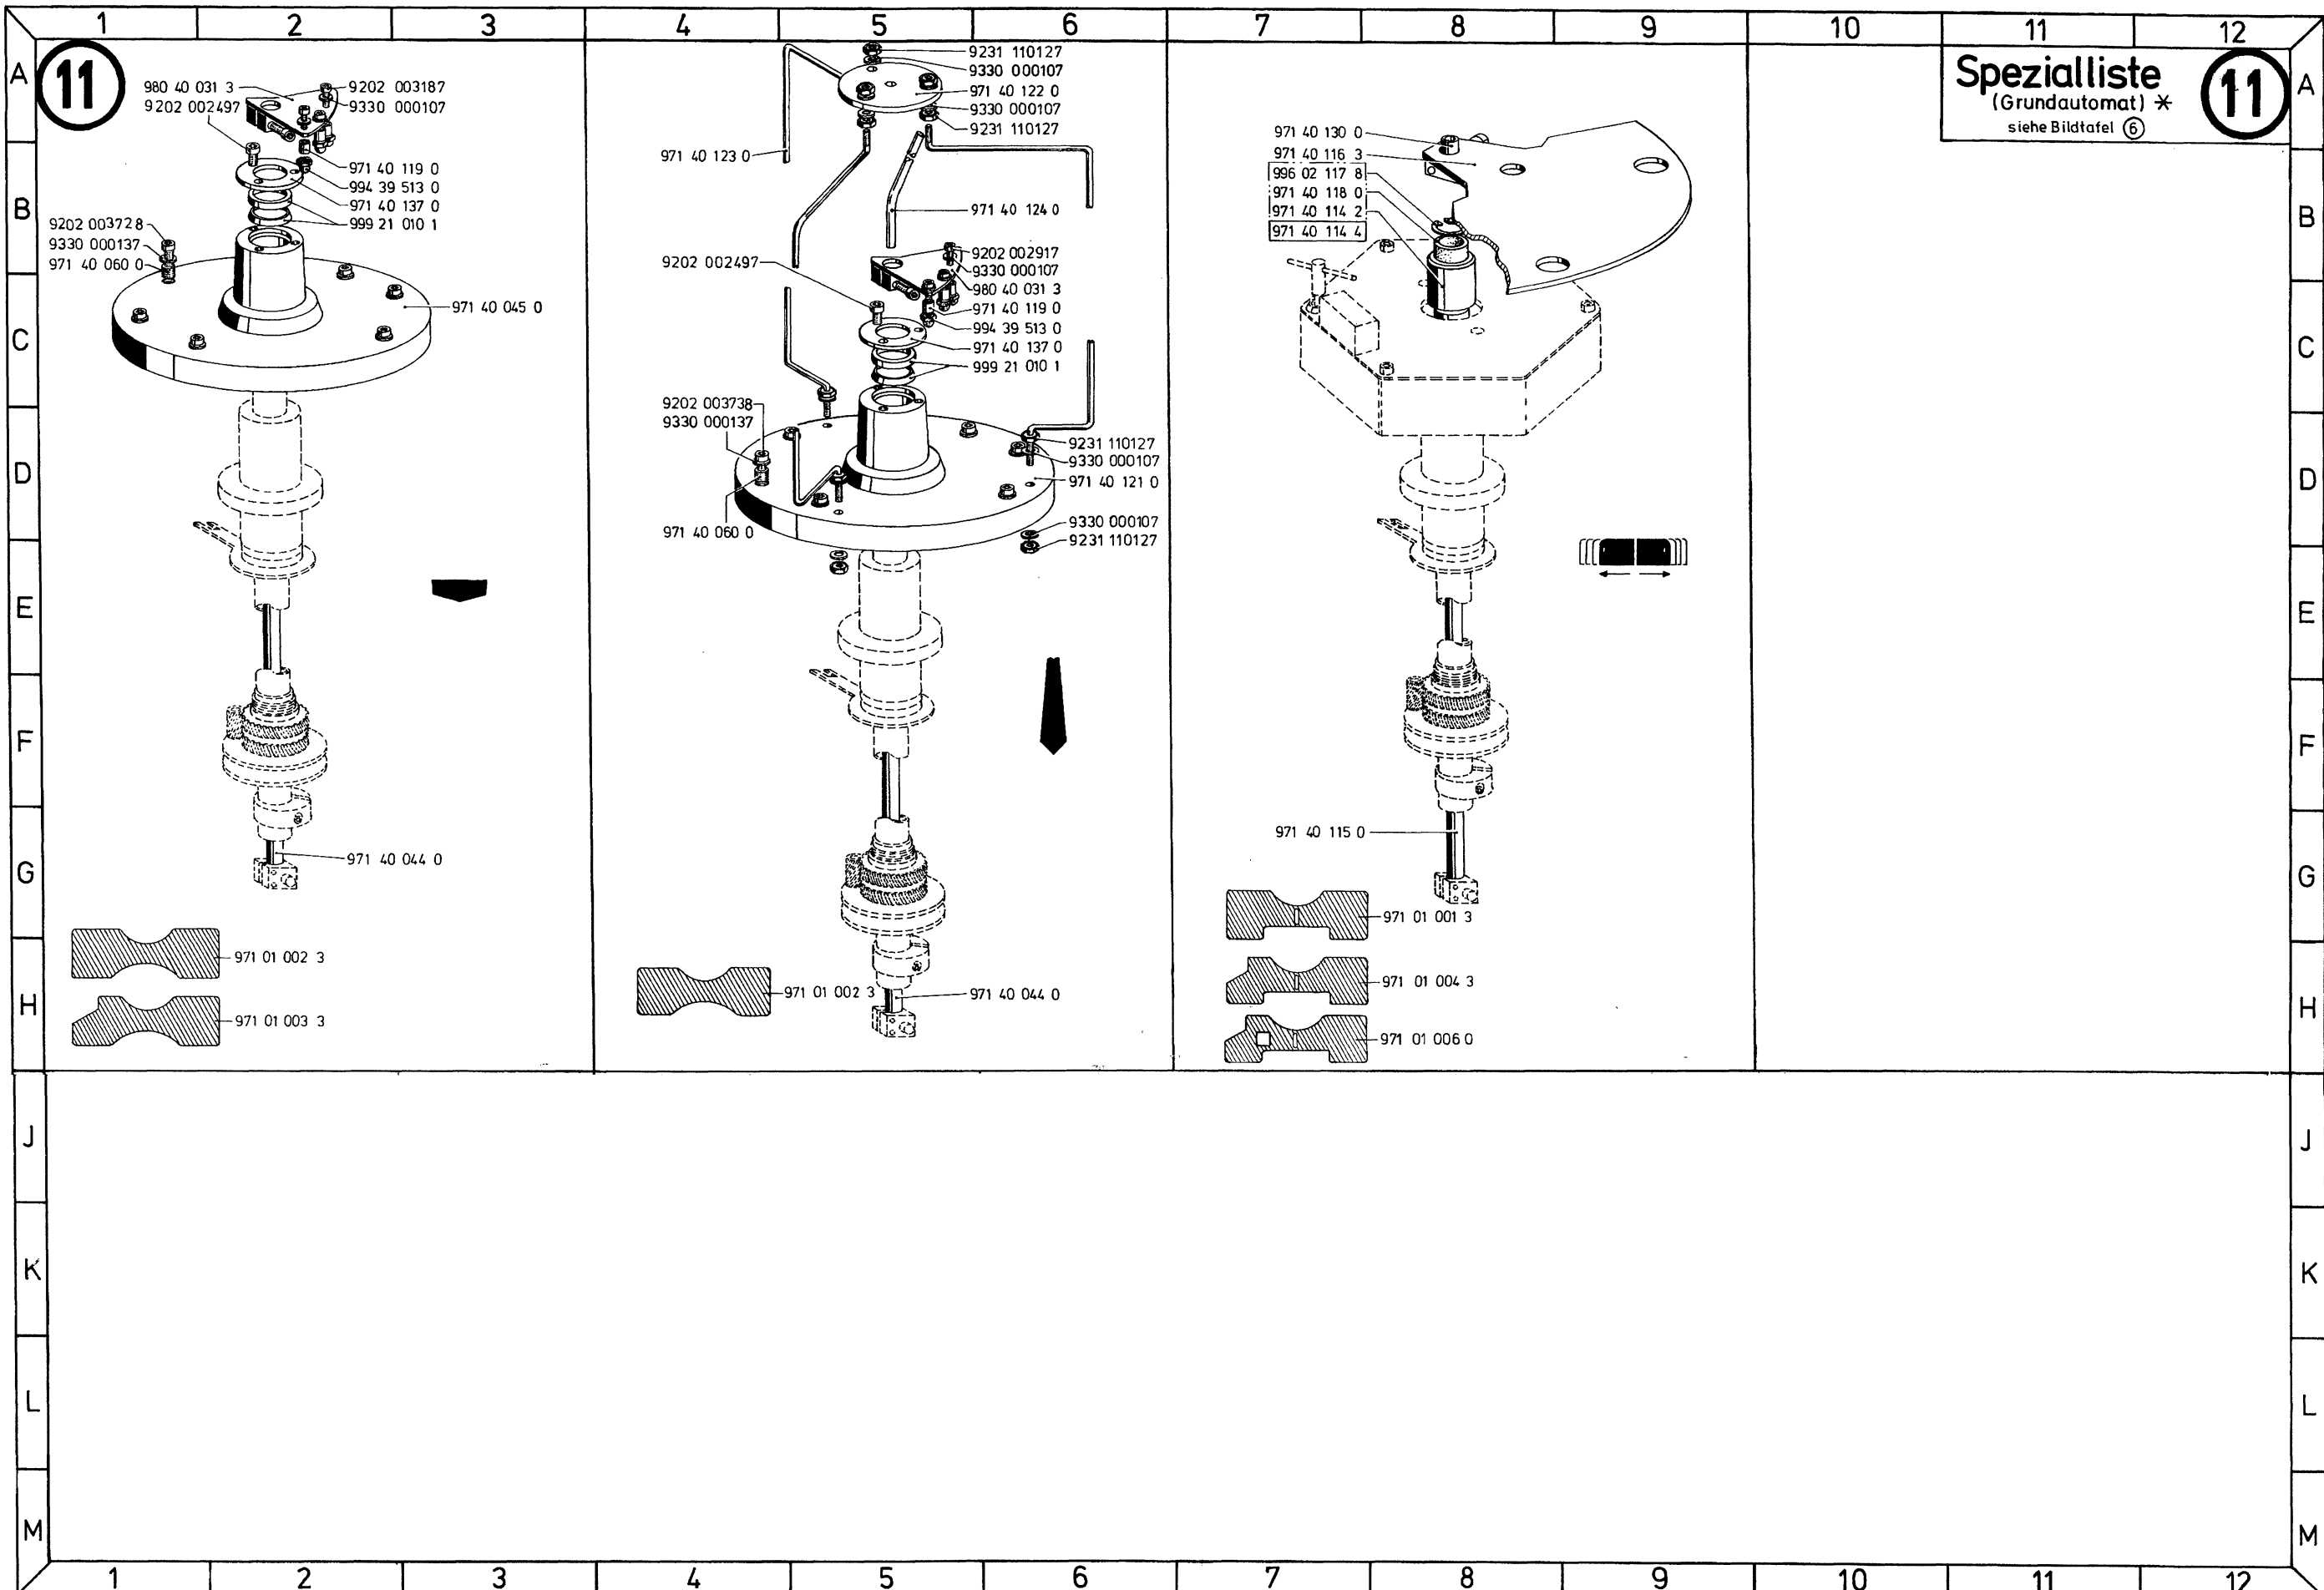 1 2 3 4 5 6 7 8 9 10 11 12
A
B
C
D
E
F
G
H
J
K
L
M
11
980 40 031 3
9202 002497
9202 003187
9330 000107
971 40 119 0
994 39 513 0
971 40 137 0
999 21 010 1
9202 003728
9330 000137
971 40 060 0
971 40 045 0
971 40 044 0
971 01 002 3
971 01 003 3
9231 110127
9330 000107
971 40 122 0
9330 000107
9231 110127
971 40 123 0
971 40 124 0
9202 002497
9202 002917
9330 000107
980 40 031 3
971 40 119 0
994 39 513 0
971 40 137 0
999 21 010 1
9202 003738
9330 000137
971 40 060 0
9231 110127
9330 000107
971 40 121 0
9330 000107
9231 110127
971 01 002 3
971 40 044 0
971 40 130 0
971 40 116 3
996 02 117 8
971 40 118 0
971 40 114 2
971 40 114 4
971 40 115 0
971 01 001 3
971 01 004 3
971 01 006 0
Spezialliste
(Grundautomat) *
siehe Bildtafel 6
11
A
B
C
D
E
F
G
H
J
K
L
M
1 2 3 4 5 6 7 8 9 10 11 12